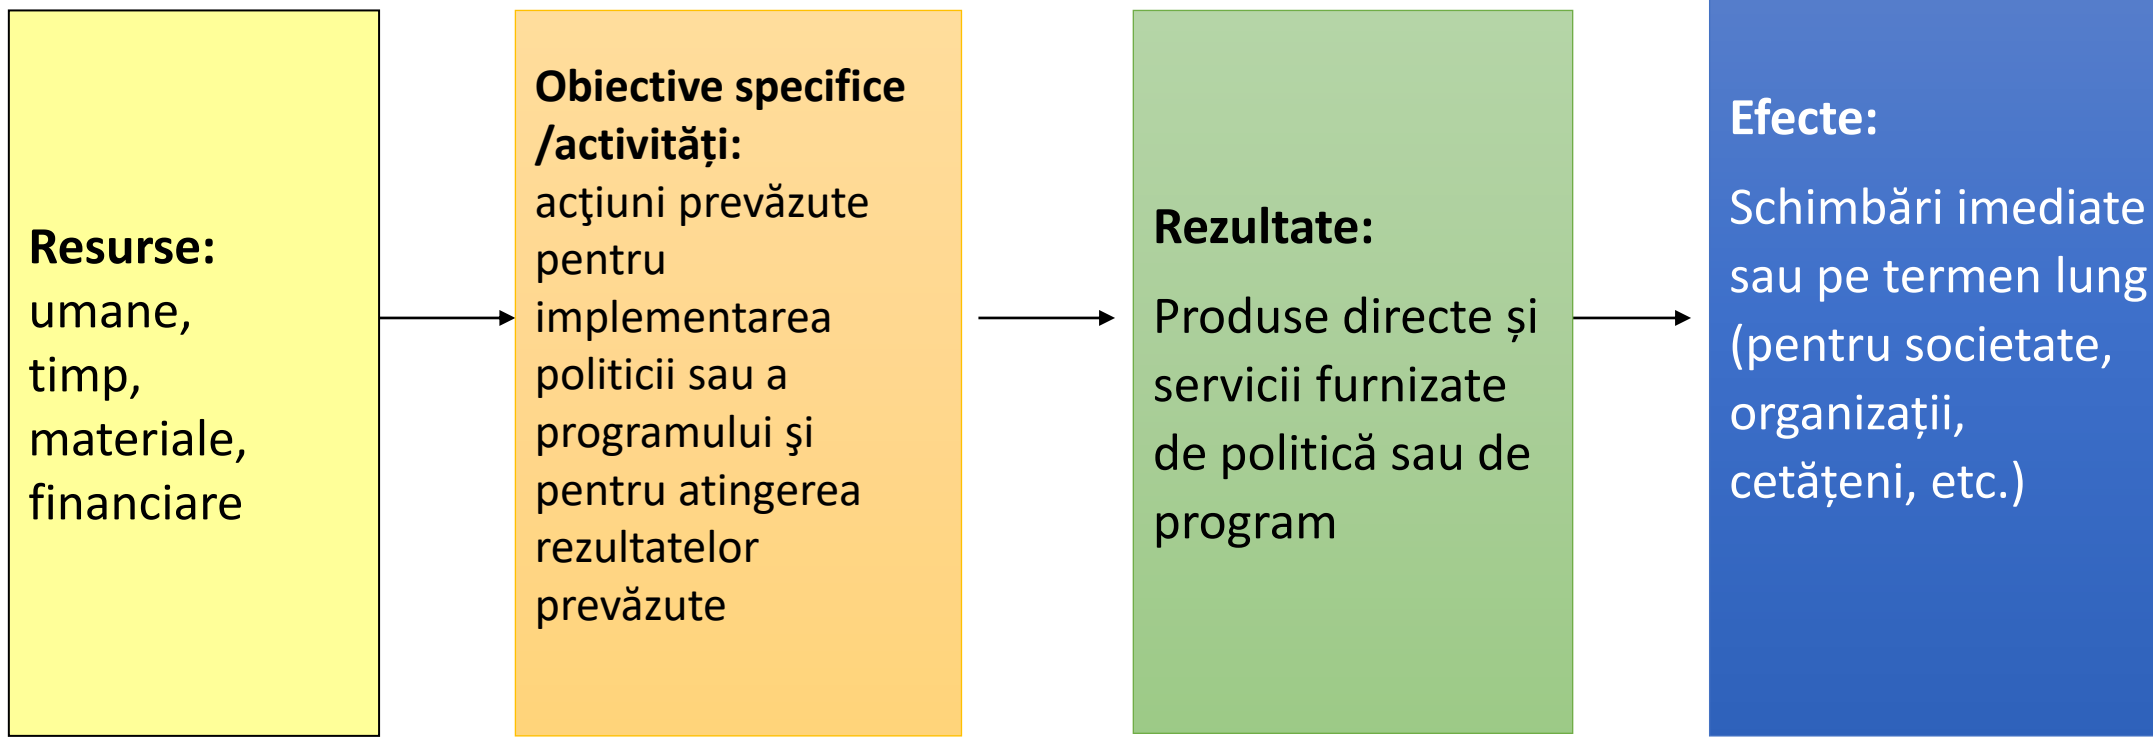 Resurse:
umane,
timp,
materiale,
financiare
Obiective specifice
/activități:
acţiuni prevăzute
pentru
implementarea
politicii sau a
programului şi
pentru atingerea
rezultatelor
prevăzute
Rezultate:
Produse directe și
servicii furnizate
de politică sau de
program
Efecte:
Schimbări imediate
sau pe termen lung
(pentru societate,
organizații,
cetățeni, etc.)